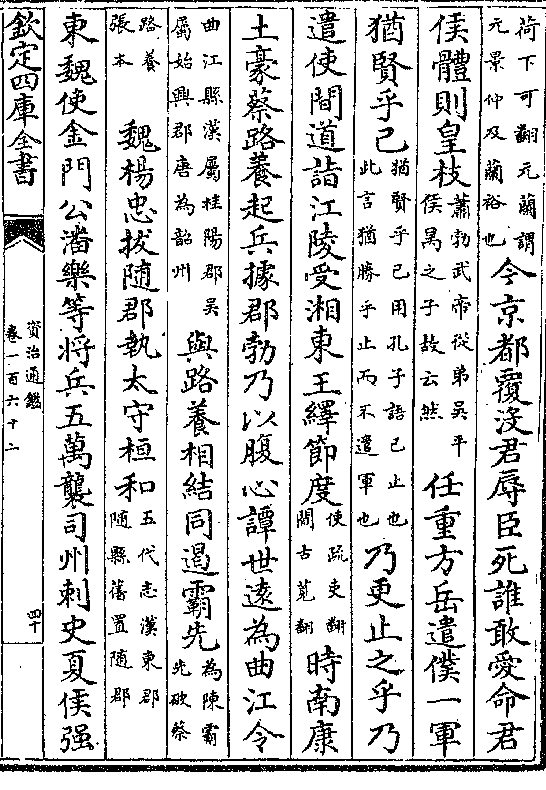 荷下可翻元蘭謂
元景仲及蘭裕也
今京都覆没君辱臣死誰敢愛命君
侯體則皇枝
蕭勃武帝從弟吳平
侯昺之子故云然
任重方岳遣僕一軍
猶賢乎已
猶賢乎已用孔子語已止也
此言猶勝乎止而不遣軍也
乃更止之乎乃
遣使間道詣江陵受湘東王繹節度
使疏吏翻
間古莧翻
時南康
土豪蔡路養起兵據郡勃乃以腹心譚世逺為曲江令
曲江縣漢屬桂陽郡吳
屬始興郡唐為韶州
與路養相結同遏霸先
為陳霸
先破蔡
路養
張本
魏楊忠拔随郡執太守桓和
五代志漢東郡
随縣舊置随郡
東魏使金門公潘樂等將兵五萬襲司州刺史夏侯强
欽定四庫全書
資治通鑑
卷一百六十二
四十